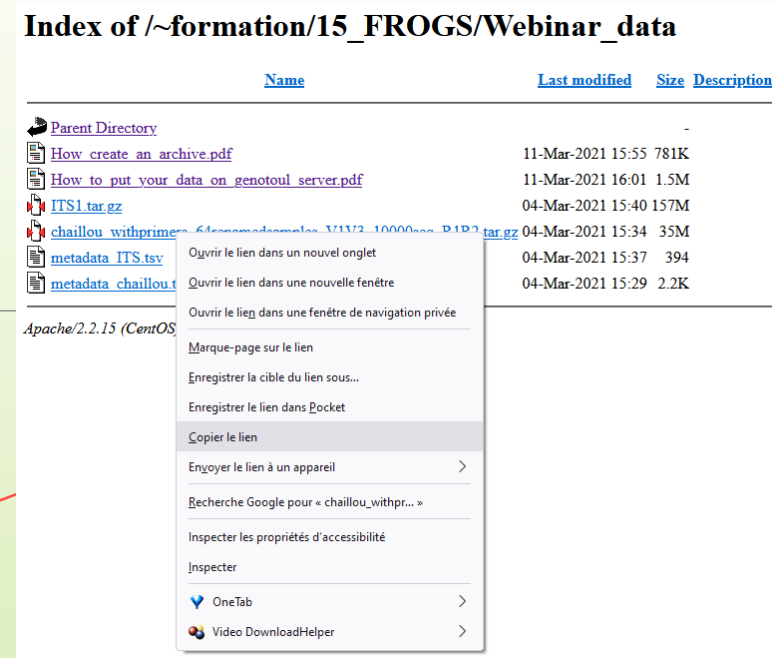 Index of /~formation/15_FROGS/Webinar_data
Name Last modified Size Description
Parent Directory -
How_create_an_archive.pdf 11-Mar-2021 15:55 781K
How_to_put_your_data_on_genotoul_server.pdf 11-Mar-2021 16:01 1.5M
ITS1.tar.gz 04-Mar-2021 15:40 157M
chaillou_withprimers_64renamedsamples_V1V3_10000seq_R1R2.tar.gz 04-Mar-2021 15:34 35M
metadata_ITS.tsv 04-Mar-2021 15:37 394
metadata_chaillou.t 04-Mar-2021 15:29 2.2K
Apache/2.2.15 (CentOS)
Ouvrir le lien dans un nouvel onglet
Ouvrir le lien dans une nouvelle fenêtre
Ouvrir le lien dans une fenêtre de navigation privée
Marque-page sur le lien
Enregistrer la cible du lien sous...
Enregistrer le lien dans Pocket
Copier le lien
Envoyer le lien à un appareil
Recherche Google pour « chaillou_withpr... »
Inspecter les propriétés d'accessibilité
Inspecter
OneTab
Video DownloadHelper